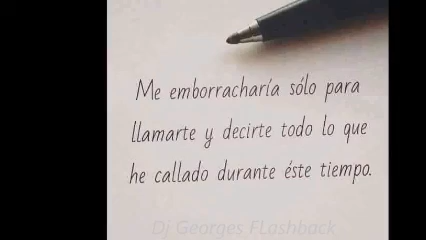 Me emborracharía sólo para
llamarte y decirte todo lo que
he callado durante éste tiempo.
Dj Georges FLashback